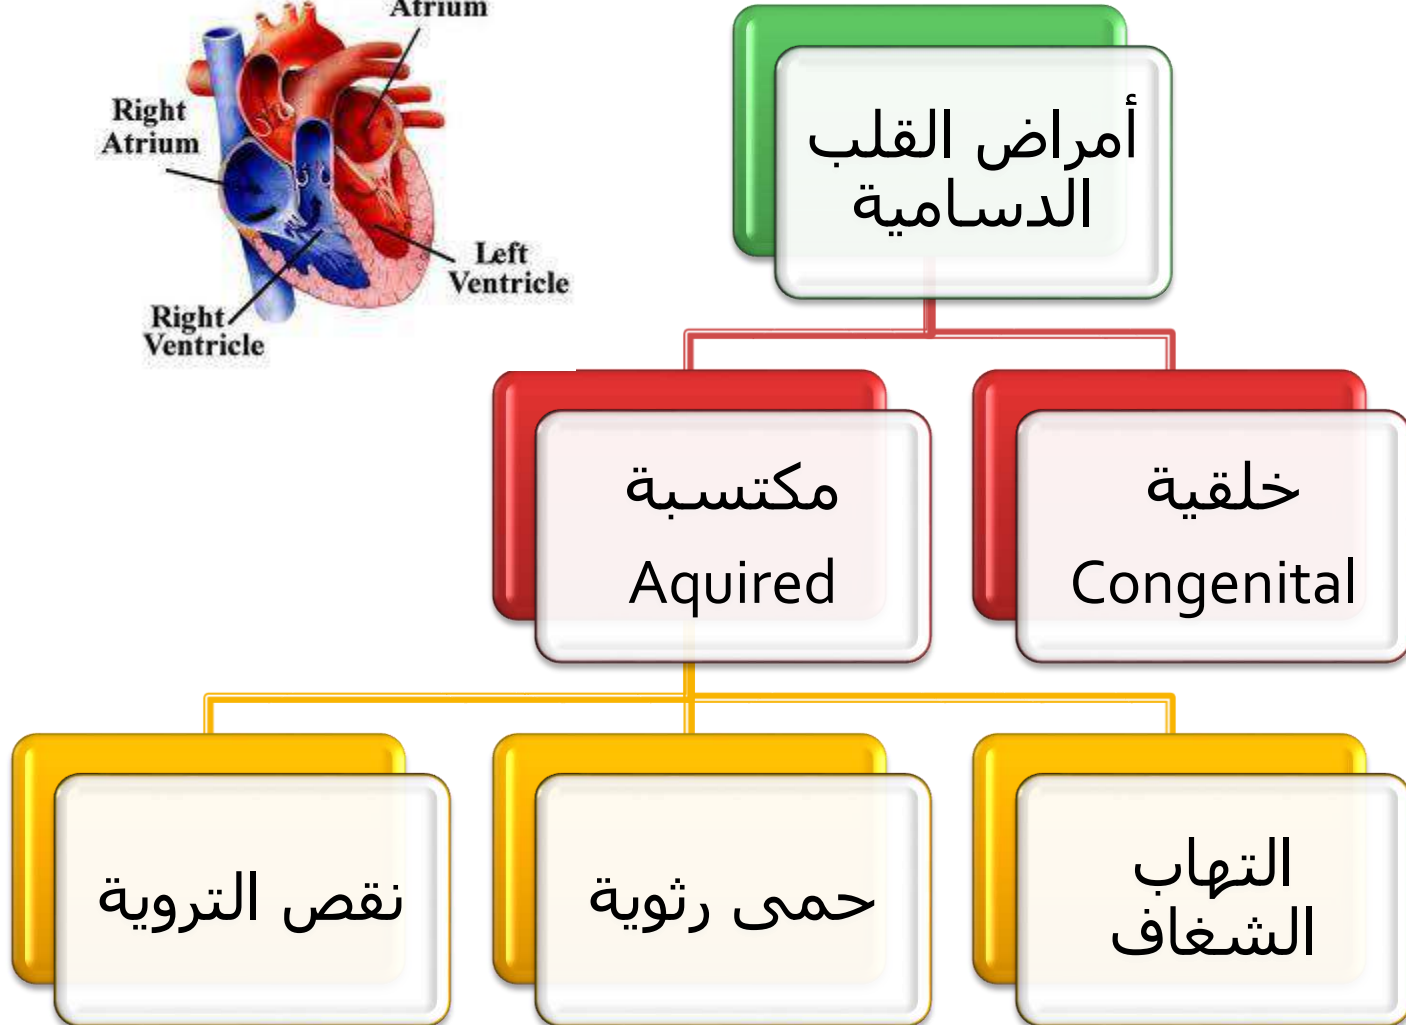 Atrium
Right
Atrium
Left
Ventricle
Right
Ventricle
أمراض القلب
الدسامية
خلقية
Congenital
مكتسبة
Aquired
التهاب
الشغاف
حمى رثوية
نقص التروية